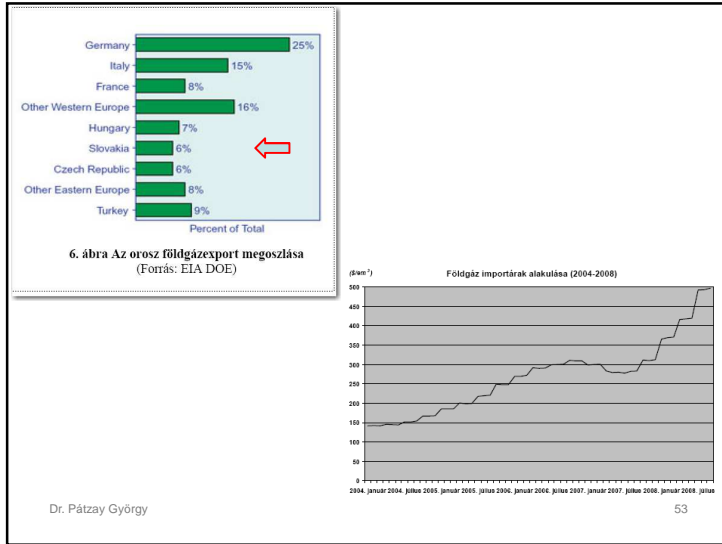 Germany 25%
Italy 15%
France 8%
Other Western Europe 16%
Hungary 7%
Slovakia 6%
Czech Republic 6%
Other Eastern Europe 8%
Turkey 9%
Percent of Total
6. ábra Az orosz földgázexport megoszlása
(Forrás: EIA DOE)
Földgáz importárak alakulása (2004-2008)
500
450
400
350
300
250
200
150
100
50
0
2004. január 2004. július 2005. január 2005. július 2006. január 2006. július 2007. január 2007. július 2008. január 2008. július
Dr. Pátzay György
53